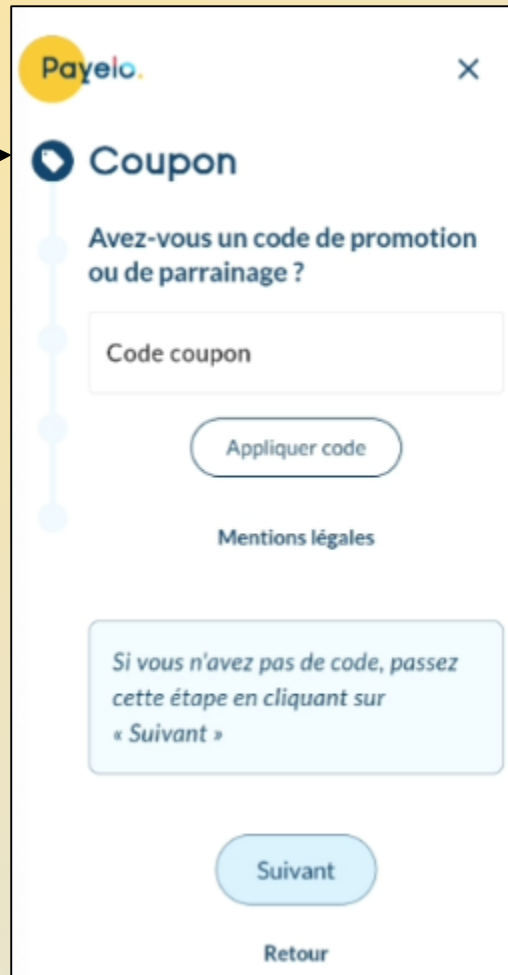 Payelo.
Coupon
Avez-vous un code de promotion
ou de parrainage ?
Code coupon
Appliquer code
Mentions légales
Si vous n'avez pas de code, passez
cette étape en cliquant sur
« Suivant »
Suivant
Retour